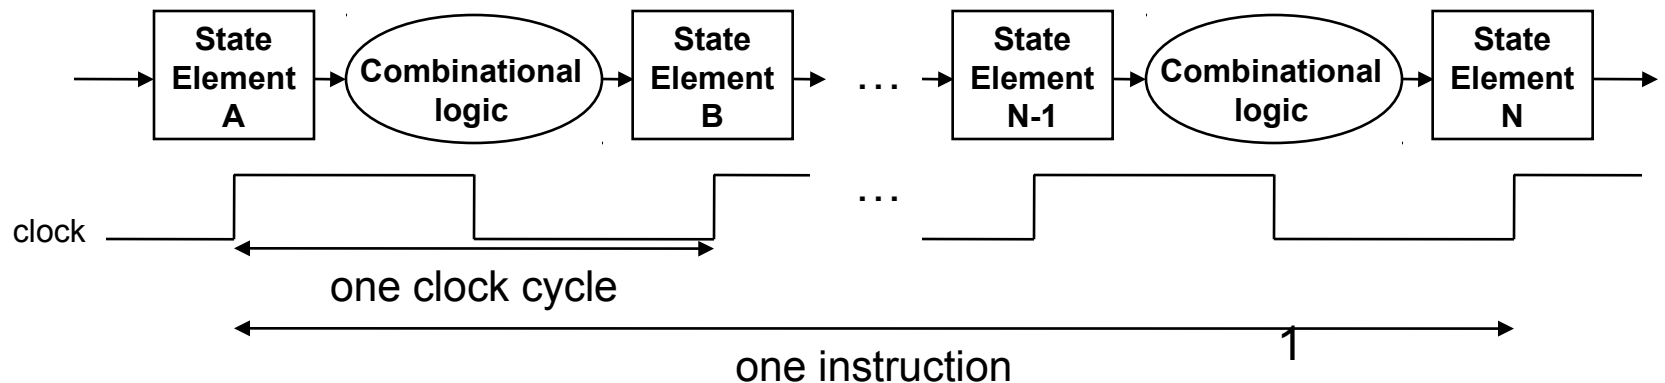 State
Element
A
Combinational
logic
State
Element
B
. . .
State
Element
N-1
Combinational
logic
State
Element
N
clock
. . .
one clock cycle
1
one instruction